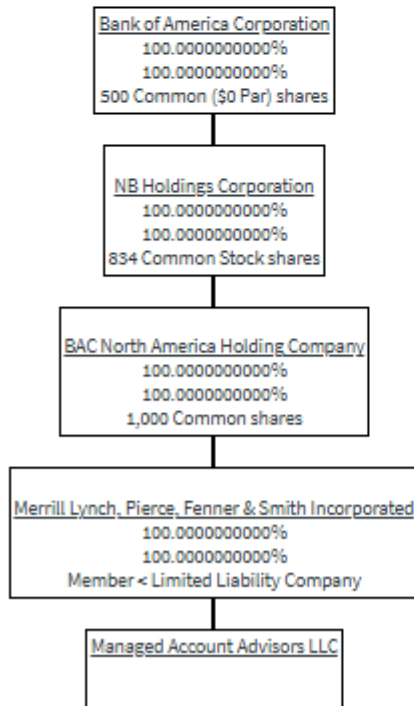 Bank of America Corporation
100.0000000000%
100.0000000000%
500 Common ($0 Par) shares
NB Holdings Corporation
100.0000000000%
100.0000000000%
834 Common Stock shares
BAC North America Holding Company
100.0000000000%
100.0000000000%
1,000 Common shares
Merrill Lynch, Pierce, Fenner & Smith Incorporated
100.0000000000%
100.0000000000%
Member < Limited Liability Company
Managed Account Advisors LLC